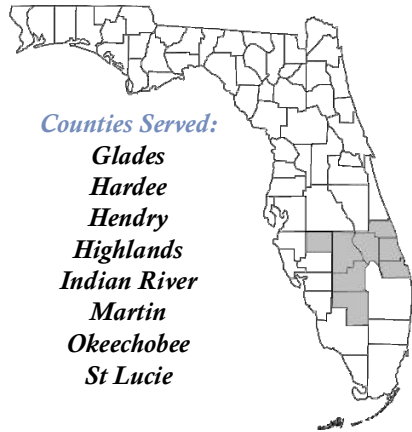 Counties Served:
Glades
Hardee
Hendry
Highlands
Indian River
Martin
Okeechobee
St Lucie